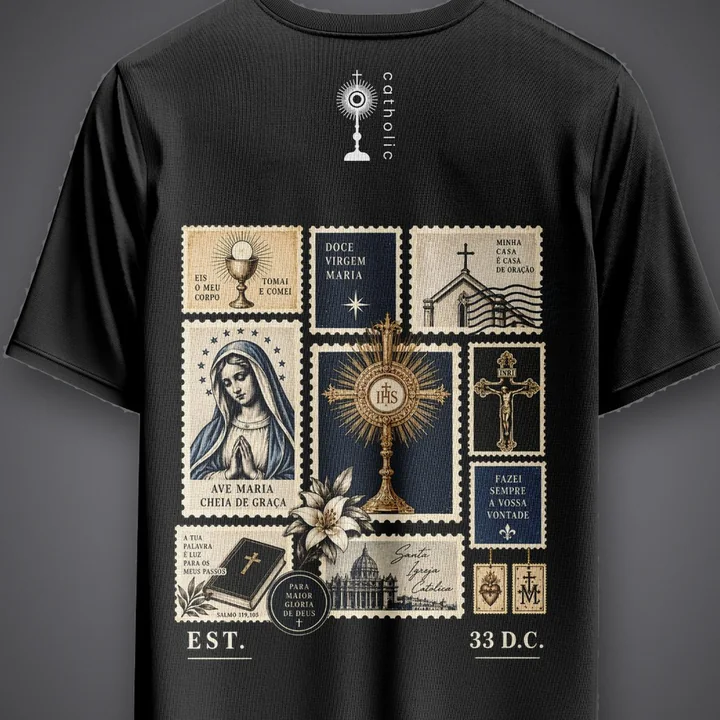 catholic
EIS
O MEU
CORPO
TOMAI
E COMEI
DOCE
VIRGEM
MARIA
MINHA
CASA
É CASA
DE ORAÇÃO
AVE MARIA
CHEIA DE GRAÇA
IHS
INRI
FAZEI
SEMPRE
A VOSSA
VONTADE
A TUA
PALAVRA
É LUZ
PARA OS
MEUS PASSOS
SALMO 119,105
PARA
MAIOR
GLÓRIA
DE DEUS
Santa
Igreja
Católica
M
EST.
33 D.C.